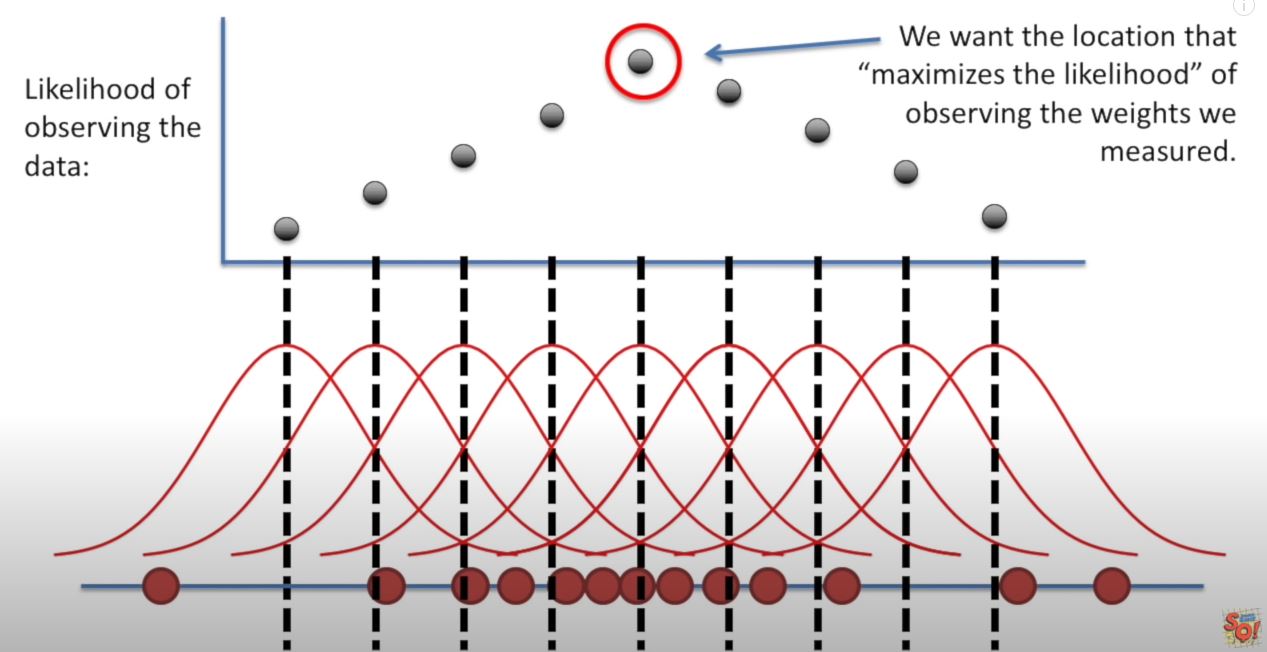 Likelihood of
observing the
data:
We want the location that
“maximizes the likelihood” of
observing the weights we
measured.
SQ!